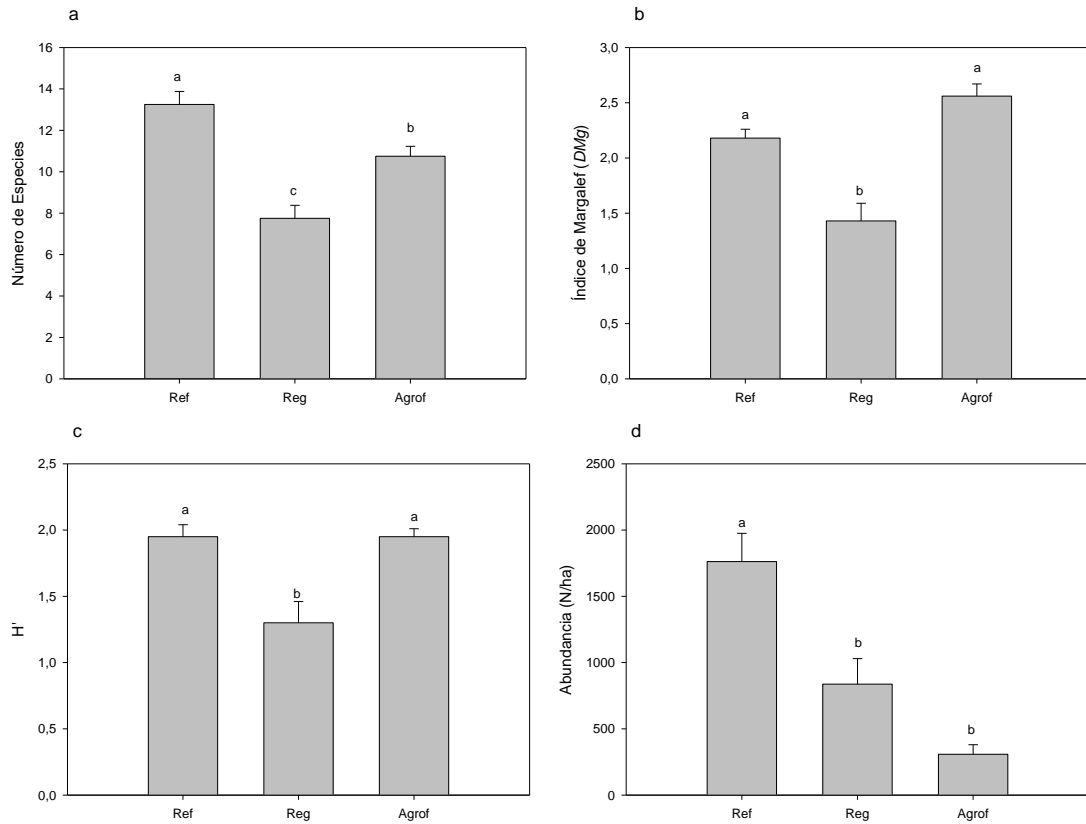 a
Número de Especies
16
14
12
10
8
6
4
2
0
a
c
b
Ref
Reg
Agrof
b
Índice de Margalef (DMg)
3,0
2,5
2,0
1,5
1,0
0,5
0,0
a
b
a
Ref
Reg
Agrof
c
H'
2,5
2,0
1,5
1,0
0,5
0,0
a
b
a
Ref
Reg
Agrof
d
Abundancia (N/ha)
2500
2000
1500
1000
500
0
a
b
b
Ref
Reg
Agrof